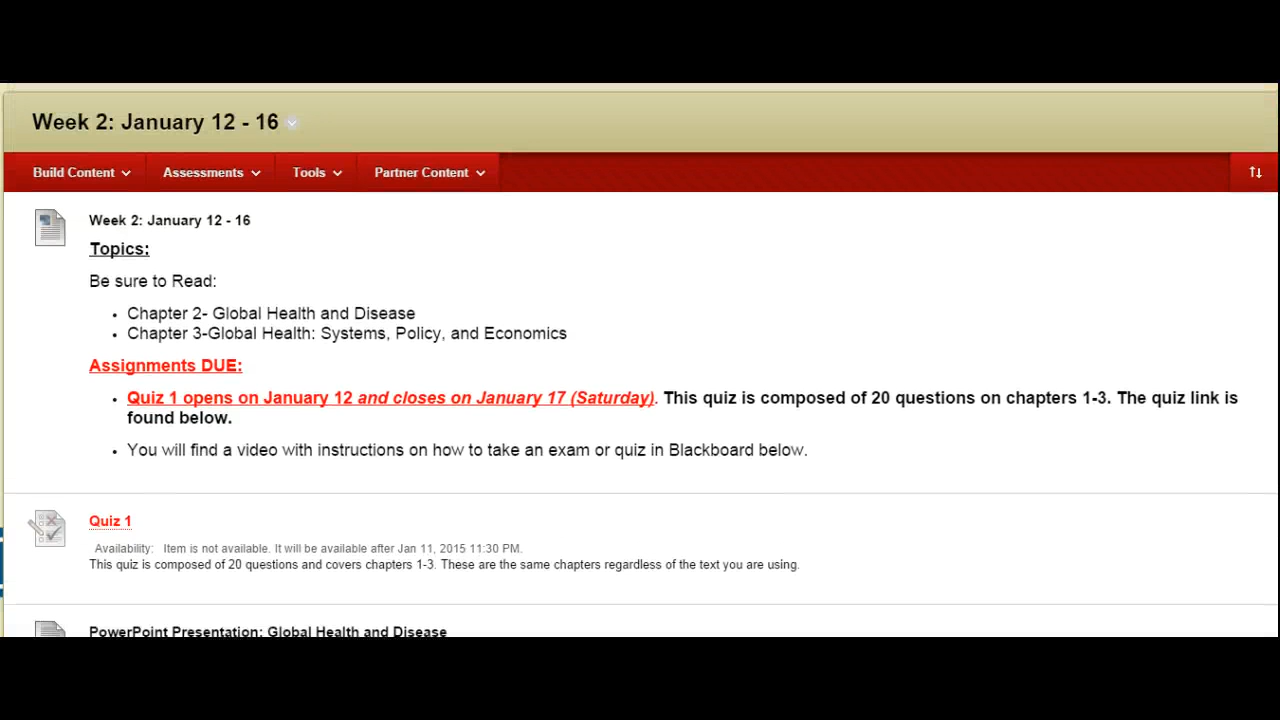 Week 2: January 12 - 16
Build Content Assessments Tools Partner Content
Week 2: January 12 - 16
Topics:
Be sure to Read:
• Chapter 2- Global Health and Disease
• Chapter 3-Global Health: Systems, Policy, and Economics
Assignments DUE:
• Quiz 1 opens on January 12 and closes on January 17 (Saturday). This quiz is composed of 20 questions on chapters 1-3. The quiz link is
found below.
• You will find a video with instructions on how to take an exam or quiz in Blackboard below.
Quiz 1
Availability: Item is not available. It will be available after Jan 11, 2015 11:30 PM.
This quiz is composed of 20 questions and covers chapters 1-3. These are the same chapters regardless of the text you are using.
PowerPoint Presentation: Global Health and Disease